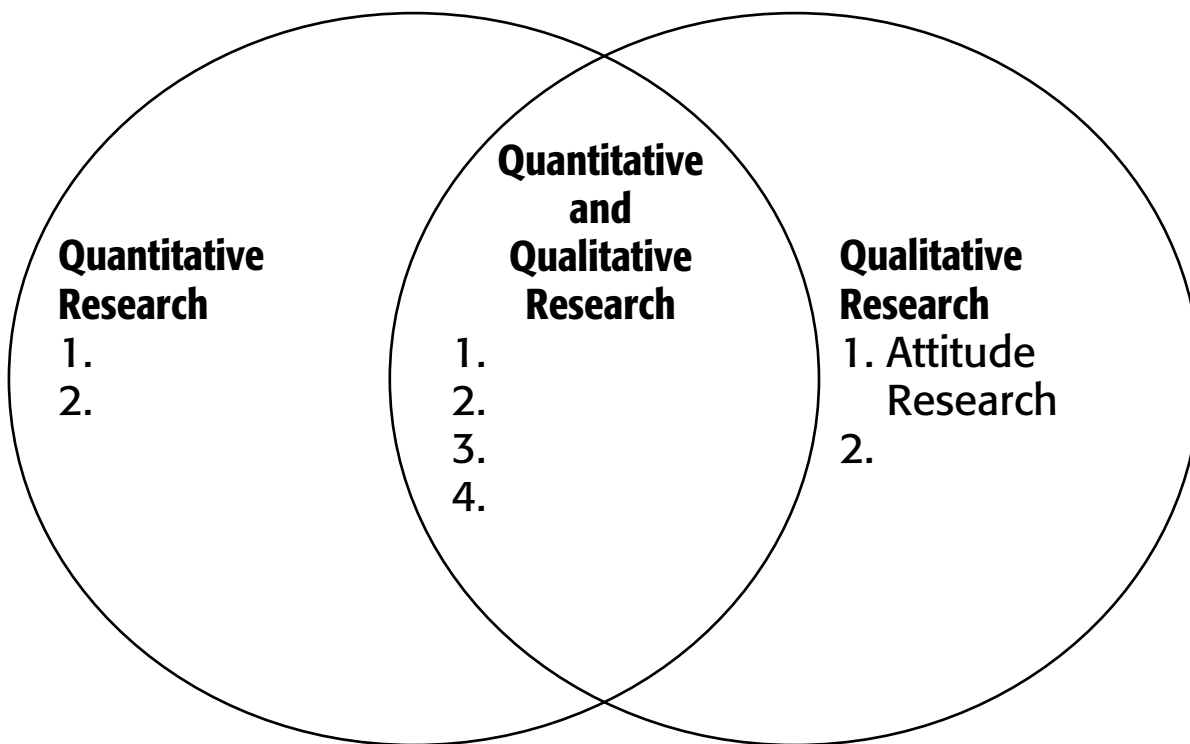 Quantitative
Research
1.
2.
Quantitative
and
Qualitative
Research
1.
2.
3.
4.
Qualitative
Research
1. Attitude
Research
2.